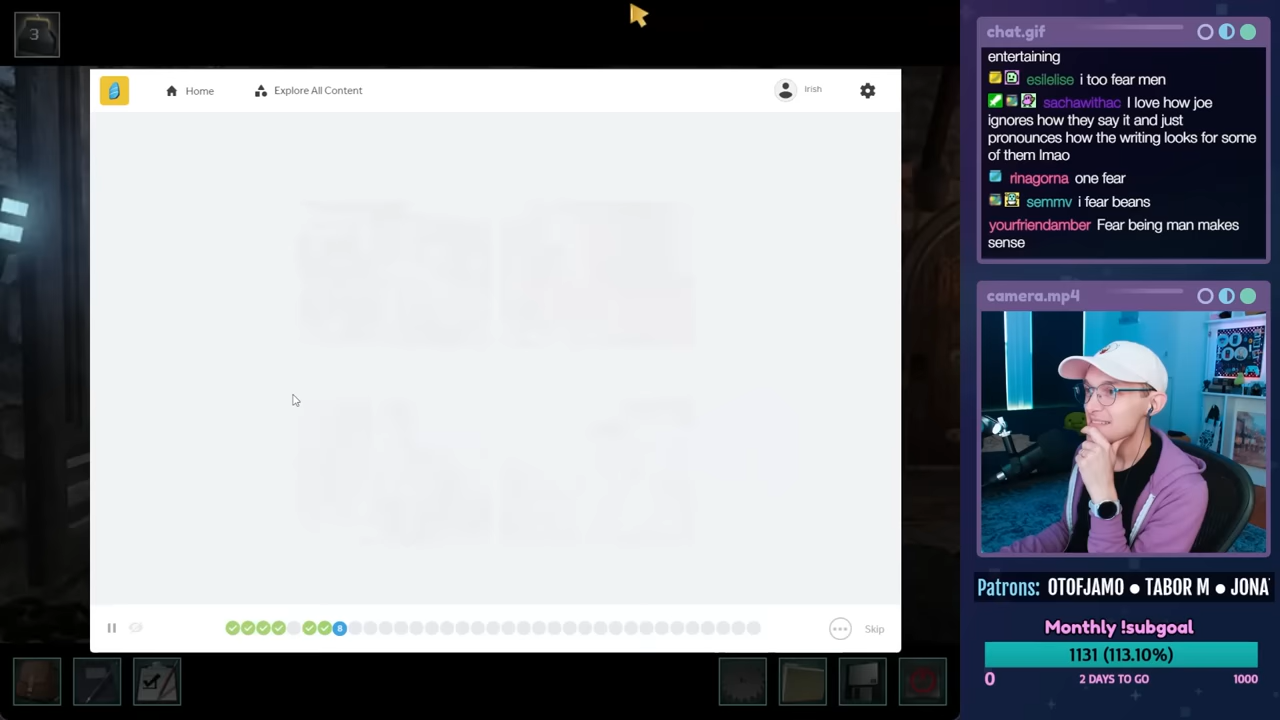 3
Home
Explore All Content
Irish
8
Skip
chat.gif
entertaining
esilelise i too fear men
sachawithac I love how joe
ignores how they say it and just
pronounces how the writing looks for some
of them lmao
rinagorna one fear
semmv i fear beans
yourfriendamber Fear being man makes
sense
camera.mp4
Patrons: OTOFJAMO ● TABOR M ● JONA
Monthly !subgoal
1131 (113.10%)
0
2 DAYS TO GO
1000